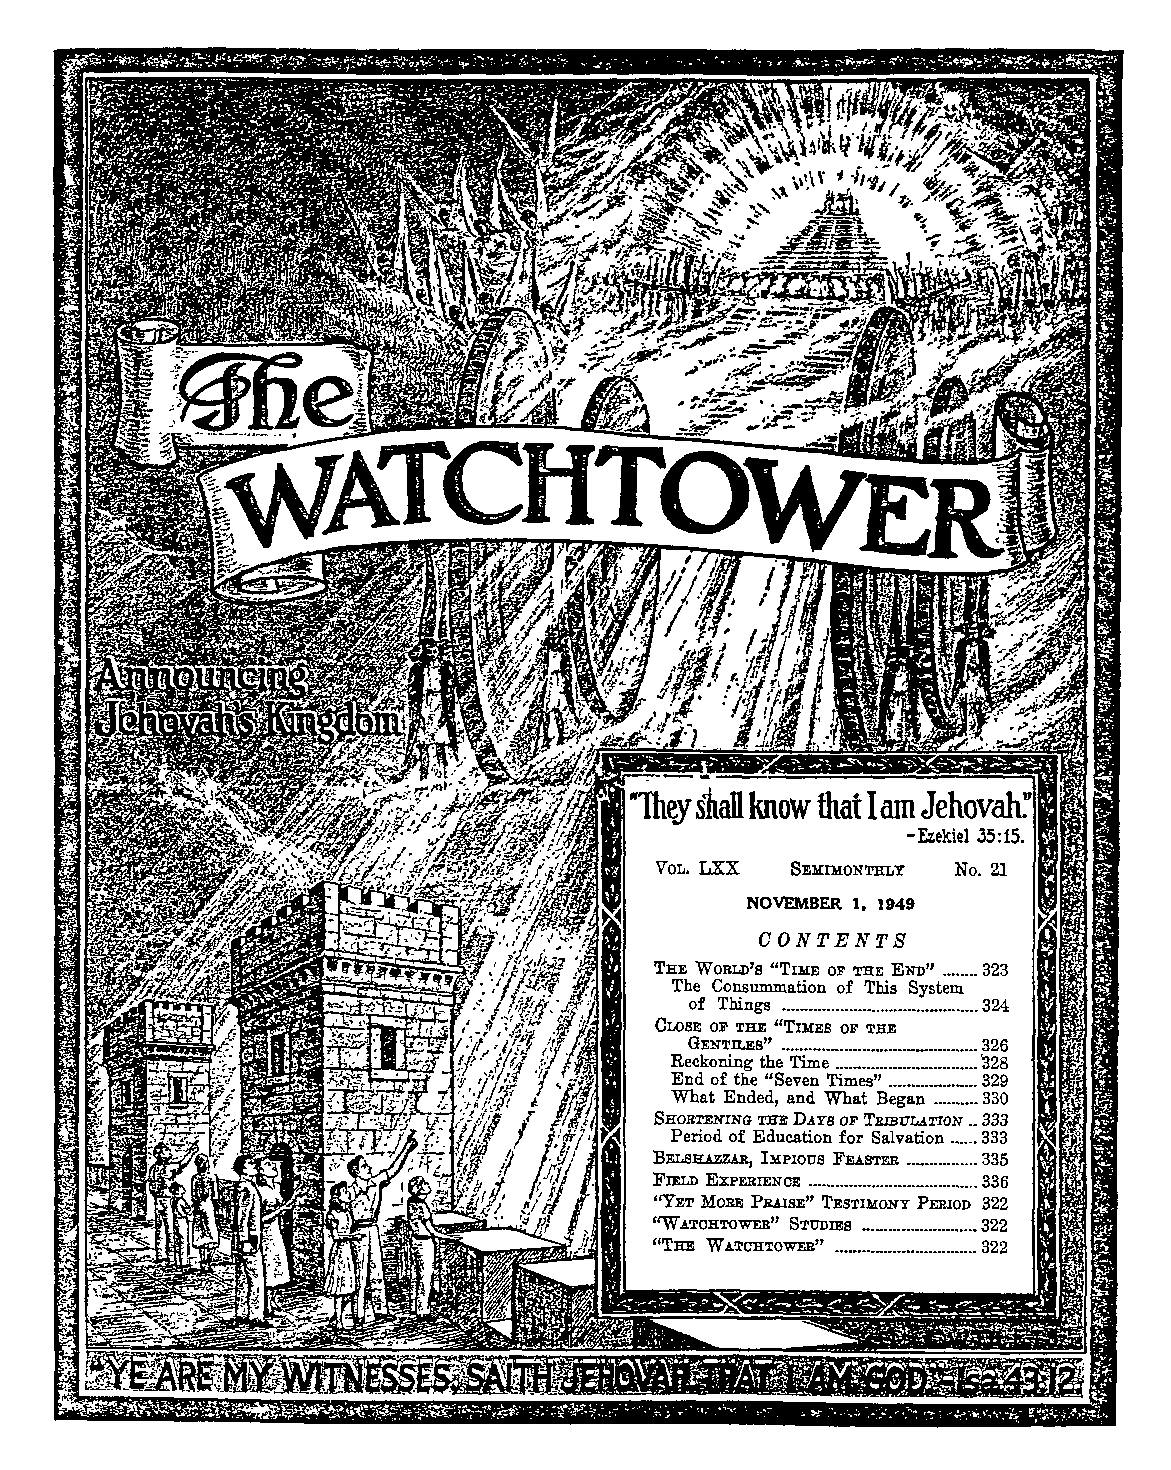 The
WATCHTOWER
Announcing
Jehovah's Kingdom
"They shall know that I am Jehovah."
-Ezekiel 35:15.
VOL. LXX SEMIMONTHLY No. 21
NOVEMBER 1, 1949
CONTENTS
THE WORLD'S "TIME OF THE END" ....... 323
The Consummation of This System
of Things ....................................... 324
CLOSE OF THE "TIMES OF THE
GENTILES" ....................................... 326
Reckoning the Time ............................ 328
End of the "Seven Times" .................. 329
What Ended, and What Began .......... 330
SHORTENING THE DAYS OF TRIBULATION .. 333
Period of Education for Salvation ...... 333
BELSHAZZAR, IMPIOUS FEASTER ............... 335
FIELD EXPERIENCE .................................. 336
"YET MORE PRAISE" TESTIMONY PERIOD 322
"WATCHTOWER" STUDIES ....................... 322
"THE WATCHTOWER" ............................ 322
"YE ARE MY WITNESSES, SAITH JEHOVAH, THAT I AM GOD."-Isa. 43:12